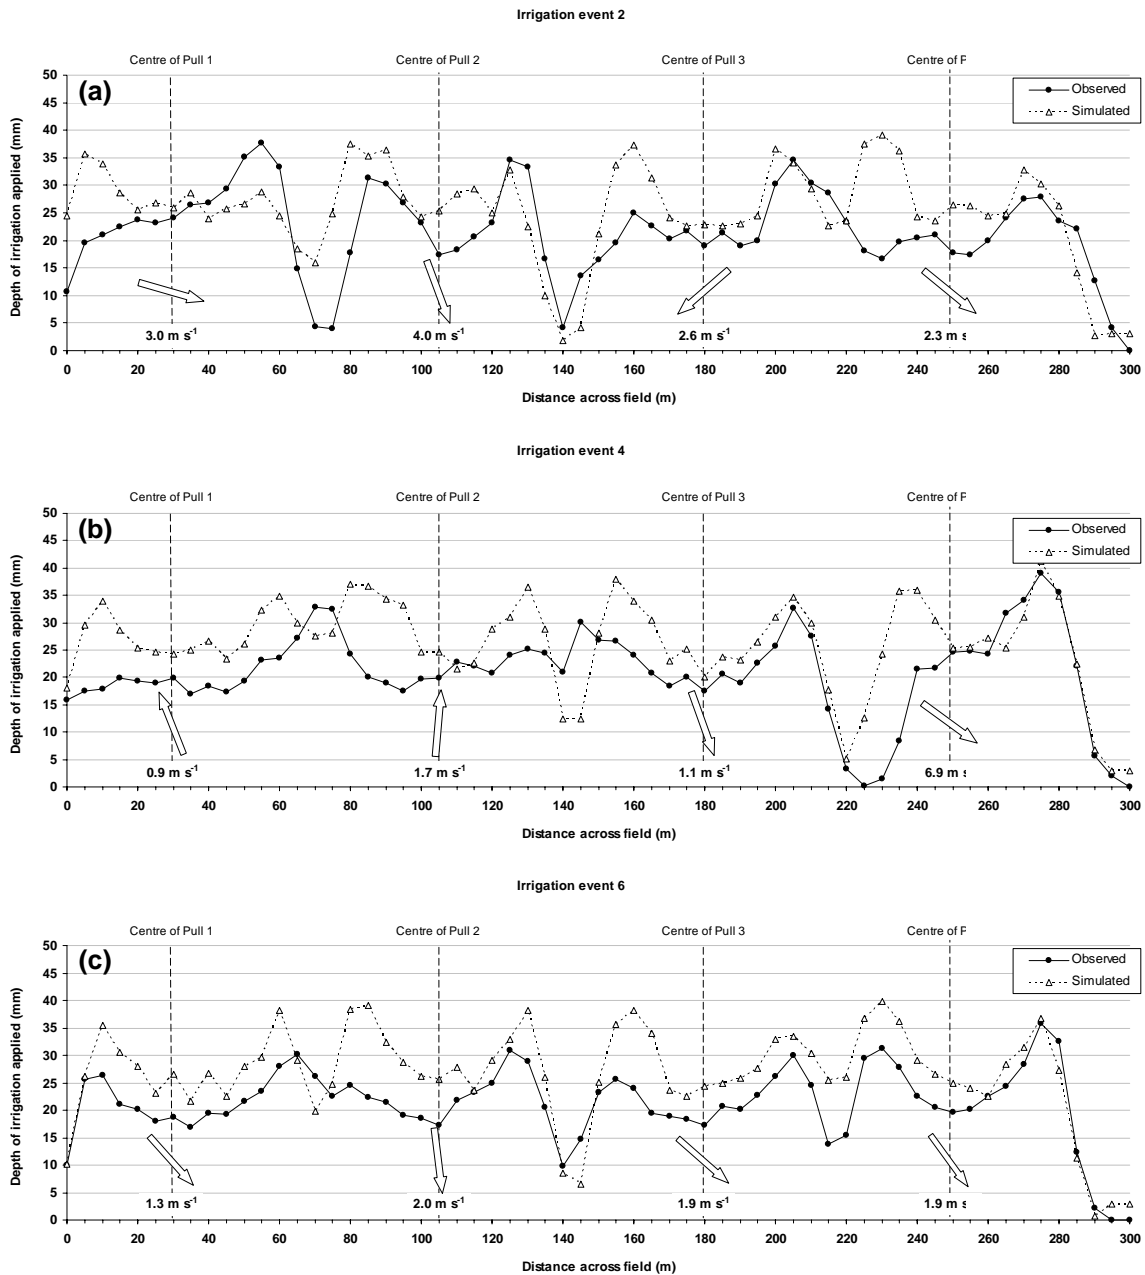 Irrigation event 2
Centre of Pull 1 Centre of Pull 2 Centre of Pull 3 Centre of P
(a)
Observed
Simulated
50
45
40
35
30
25
20
15
10
5
0
Depth of irrigation applied (mm)
3.0 m s-1 4.0 m s-1 2.6 m s-1 2.3 m s
0 20 40 60 80 100 120 140 160 180 200 220 240 260 280 300
Distance across field (m)
Irrigation event 4
Centre of Pull 1 Centre of Pull 2 Centre of Pull 3 Centre of P
(b)
Observed
Simulated
50
45
40
35
30
25
20
15
10
5
0
Depth of irrigation applied (mm)
0.9 m s-1 1.7 m s-1 1.1 m s-1 6.9 m s
0 20 40 60 80 100 120 140 160 180 200 220 240 260 280 300
Distance across field (m)
Irrigation event 6
Centre of Pull 1 Centre of Pull 2 Centre of Pull 3 Centre of P
(c)
Observed
Simulated
50
45
40
35
30
25
20
15
10
5
0
Depth of irrigation applied (mm)
1.3 m s-1 2.0 m s-1 1.9 m s-1 1.9 m s
0 20 40 60 80 100 120 140 160 180 200 220 240 260 280 300
Distance across field (m)